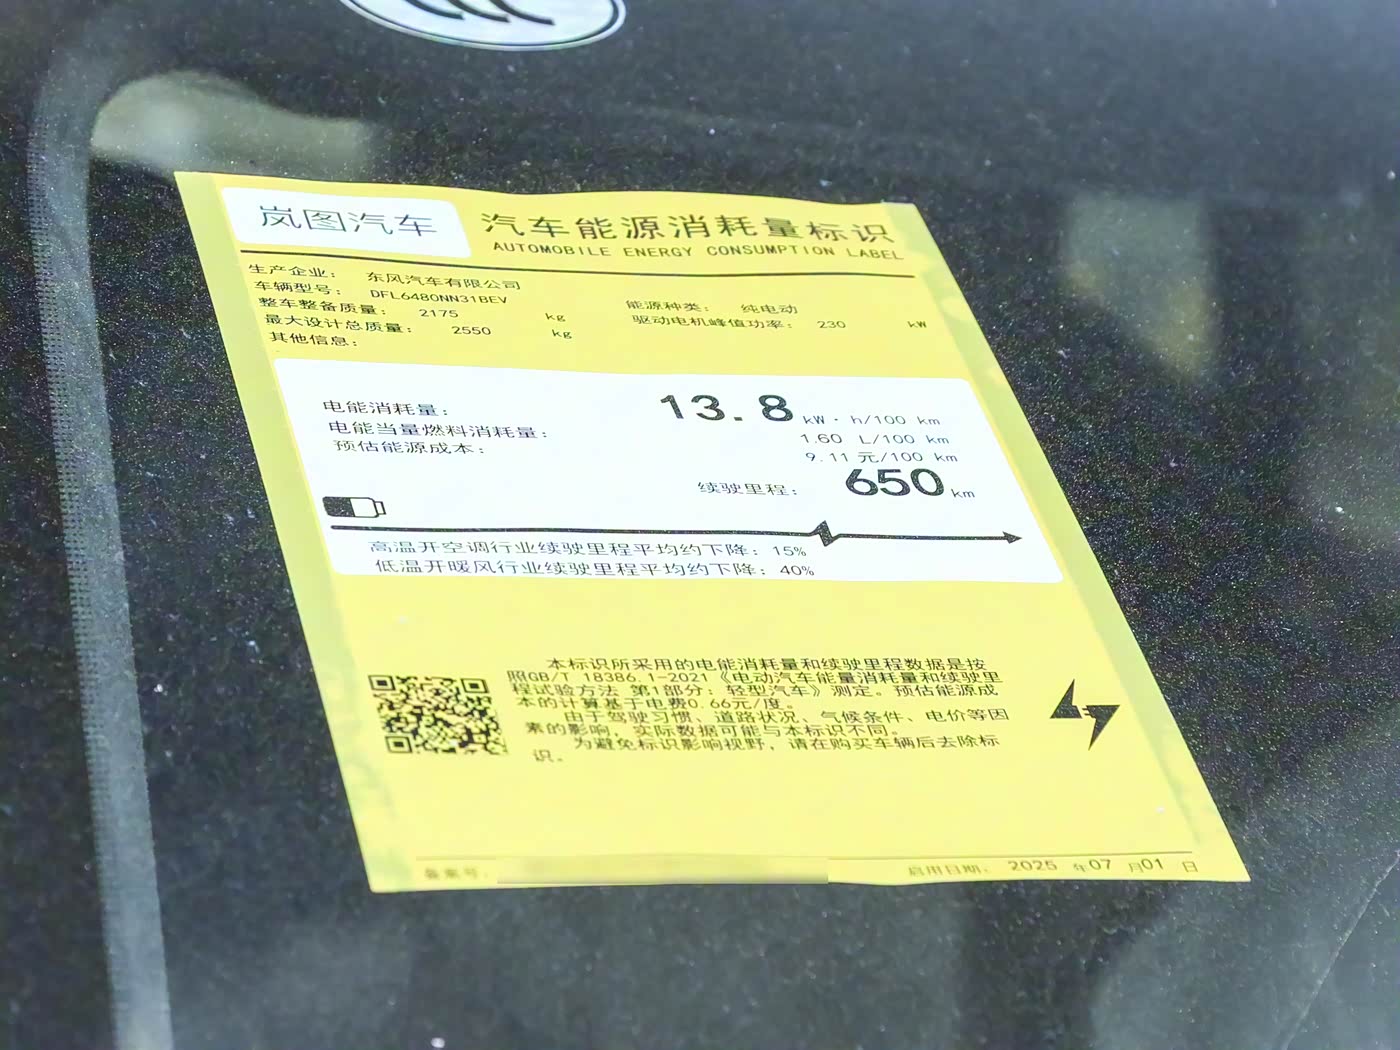 岚图汽车
汽车能源消耗量标识
AUTOMOBILE ENERGY CONSUMPTION LABEL
生产企业： 东风汽车有限公司
车辆型号： DFL6480NN31BEV
整车整备质量： 2175 kg
最大设计总质量： 2550 kg
其他信息：
能源种类： 纯电动
驱动电机峰值功率： 230 kW
电能消耗量： 13.8 kW·h/100 km
电能当量燃料消耗量： 1.60 L/100 km
预估能源成本： 9.11 元/100 km
续驶里程： 650 km
高温开空调行业续驶里程平均约下降：15%
低温开暖风行业续驶里程平均约下降：40%
本标识所采用的电能消耗量和续驶里程数据是按
照GB/T 18386.1-2021《电动汽车能量消耗量和续驶里
程试验方法 第1部分：轻型汽车》测定。预估能源成
本的计算基于电费0.66元/度。
由于驾驶习惯、道路状况、气候条件、电价等因
素的影响，实际数据可能与本标识不同。
为避免标识影响视野，请在购买车辆后去除标
识。
备案号：
启用日期： 2025 年07 月01 日